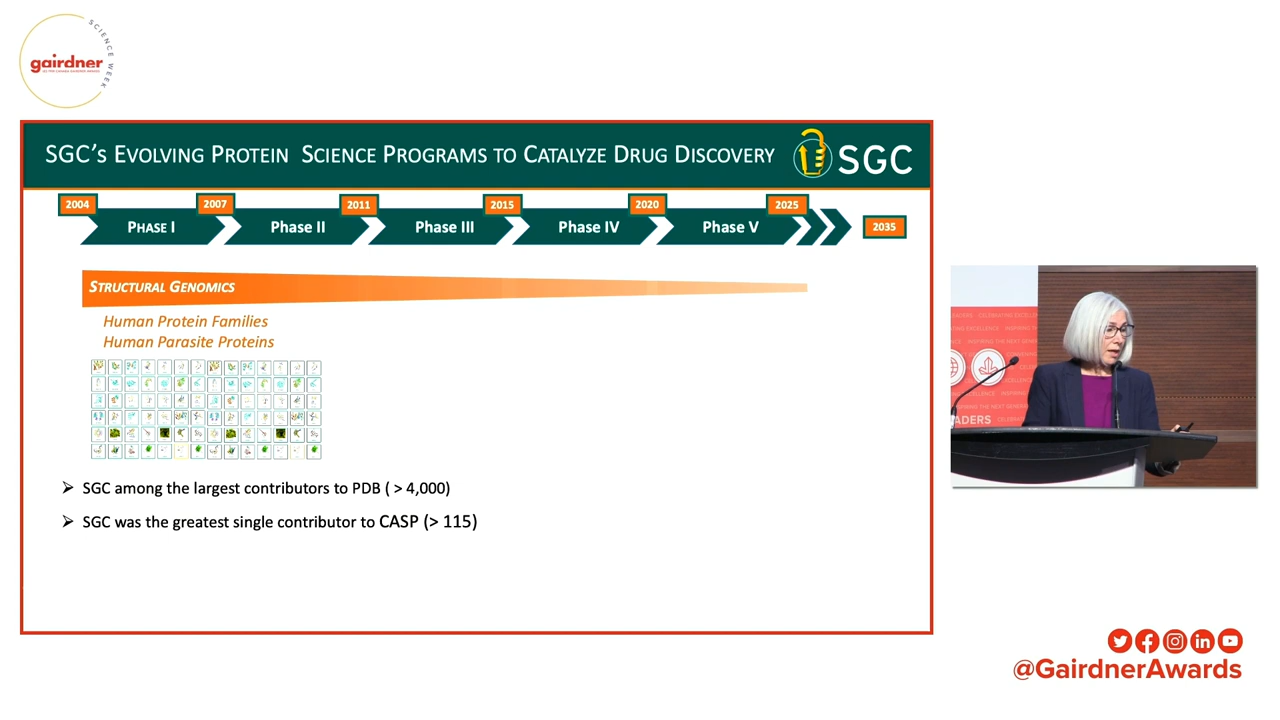 SCIENCE WEEK
gairdner
SGC's Evolving Protein Science Programs to Catalyze Drug Discovery
SGC
2004
2007
2011
2015
2020
2025
Phase I
Phase II
Phase III
Phase IV
Phase V
2035
Structural Genomics
Human Protein Families
Human Parasite Proteins
➢ SGC among the largest contributors to PDB ( > 4,000)
➢ SGC was the greatest single contributor to CASP (> 115)
ADERS
@GairdnerAwards